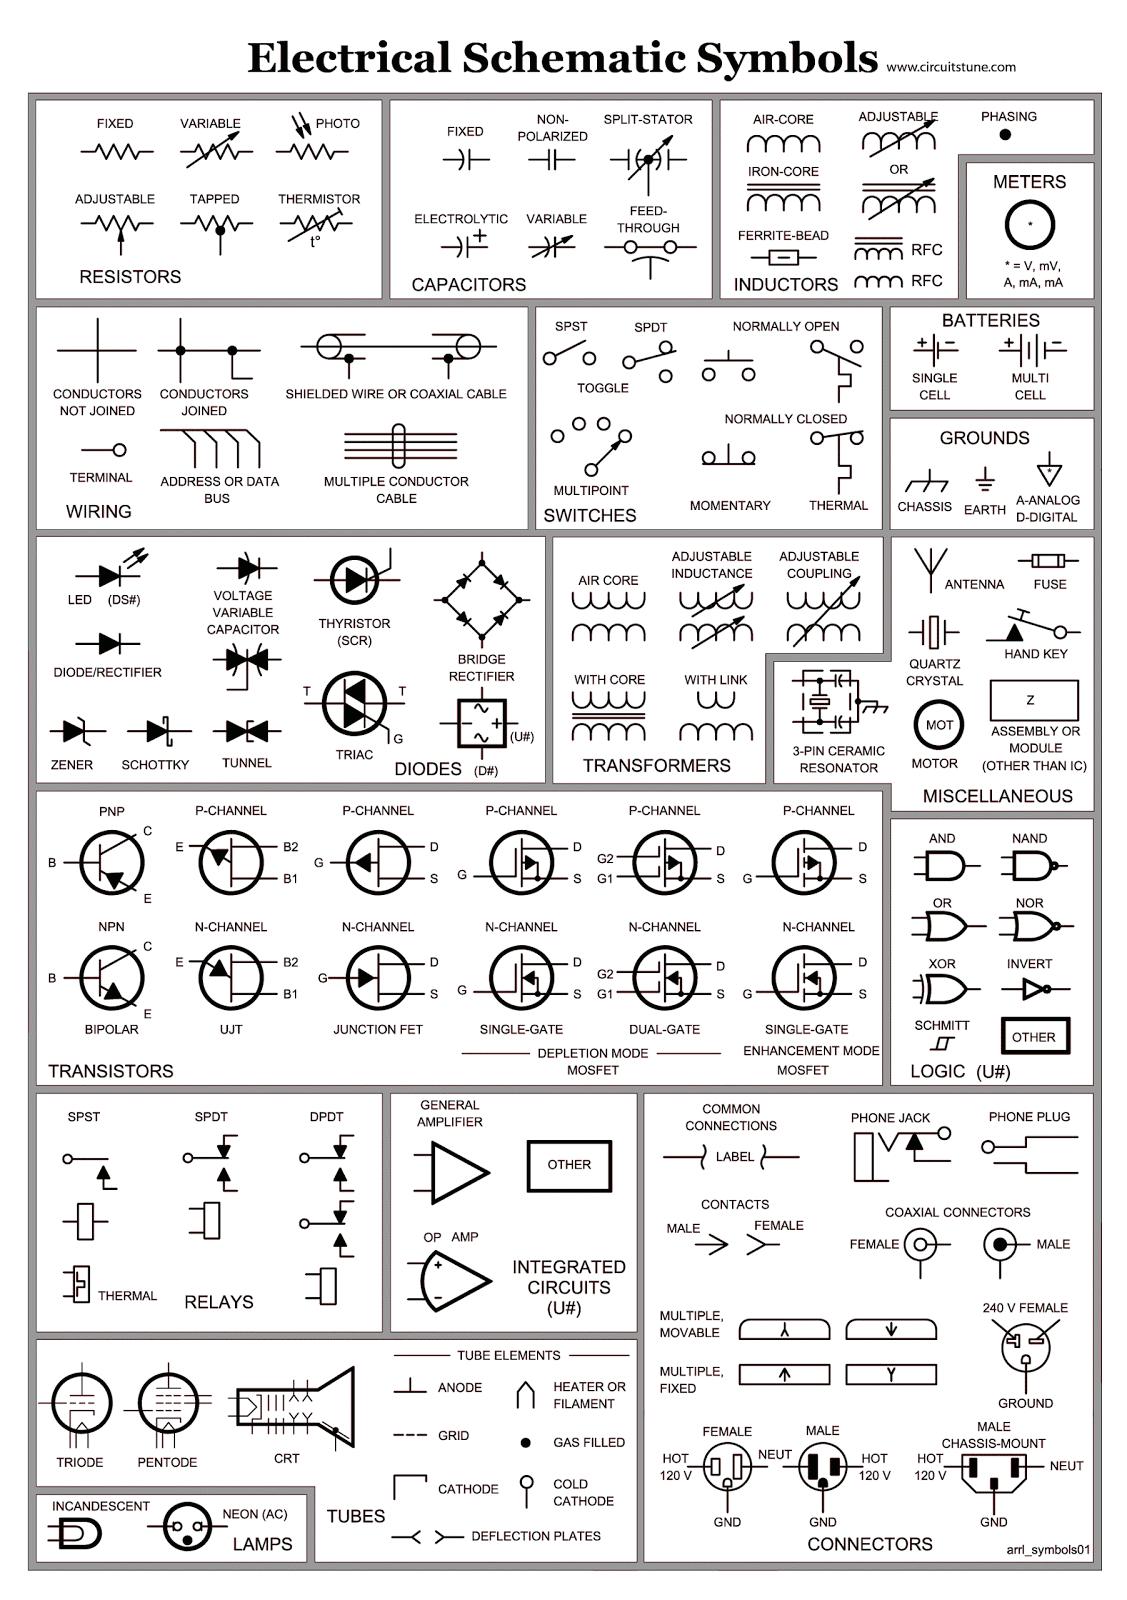 Electrical Schematic Symbols www.circuitstune.com
FIXED
VARIABLE
PHOTO
ADJUSTABLE
TAPPED
THERMISTOR
t°
RESISTORS
FIXED
NON-
POLARIZED
SPLIT-STATOR
ELECTROLYTIC
+
VARIABLE
FEED-
THROUGH
CAPACITORS
AIR-CORE
ADJUSTABLE
IRON-CORE
OR
FERRITE-BEAD
RFC
RFC
INDUCTORS
PHASING
METERS
*
* = V, mV,
A, mA, mA
CONDUCTORS
NOT JOINED
CONDUCTORS
JOINED
SHIELDED WIRE OR COAXIAL CABLE
TERMINAL
ADDRESS OR DATA
BUS
MULTIPLE CONDUCTOR
CABLE
WIRING
SPST
SPDT
TOGGLE
NORMALLY OPEN
NORMALLY CLOSED
MULTIPOINT
MOMENTARY
THERMAL
SWITCHES
BATTERIES
+ -
+ -
SINGLE
CELL
MULTI
CELL
GROUNDS
*
CHASSIS
EARTH
A-ANALOG
D-DIGITAL
LED (DS#)
VOLTAGE
VARIABLE
CAPACITOR
THYRISTOR
(SCR)
DIODE/RECTIFIER
BRIDGE
RECTIFIER
T T
G
~
- +
~
(U#)
ZENER
SCHOTTKY
TUNNEL
TRIAC
DIODES (D#)
AIR CORE
ADJUSTABLE
INDUCTANCE
ADJUSTABLE
COUPLING
WITH CORE
WITH LINK
TRANSFORMERS
3-PIN CERAMIC
RESONATOR
ANTENNA
FUSE
QUARTZ
CRYSTAL
HAND KEY
MOT
MOTOR
Z
ASSEMBLY OR
MODULE
(OTHER THAN IC)
MISCELLANEOUS
PNP
P-CHANNEL
P-CHANNEL
P-CHANNEL
P-CHANNEL
P-CHANNEL
B C E
E B2 B1
G D S
G D S
G2 G1 D S
G D S
NPN
N-CHANNEL
N-CHANNEL
N-CHANNEL
N-CHANNEL
N-CHANNEL
B C E
E B2 B1
G D S
G D S
G2 G1 D S
G D S
BIPOLAR
UJT
JUNCTION FET
SINGLE-GATE
DUAL-GATE
SINGLE-GATE
DEPLETION MODE
MOSFET
ENHANCEMENT MODE
MOSFET
TRANSISTORS
AND
NAND
OR
NOR
XOR
INVERT
SCHMITT
OTHER
LOGIC (U#)
SPST
SPDT
DPDT
THERMAL
RELAYS
GENERAL
AMPLIFIER
OTHER
OP AMP
+
-
INTEGRATED
CIRCUITS
(U#)
COMMON
CONNECTIONS
LABEL
PHONE JACK
PHONE PLUG
CONTACTS
MALE
FEMALE
COAXIAL CONNECTORS
FEMALE
MALE
MULTIPLE,
MOVABLE
MULTIPLE,
FIXED
240 V FEMALE
GROUND
FEMALE
HOT
120 V
NEUT
GND
MALE
HOT
120 V
GND
MALE
CHASSIS-MOUNT
HOT
120 V
NEUT
GND
CONNECTORS
arrl_symbols01
TRIODE
PENTODE
CRT
TUBE ELEMENTS
ANODE
HEATER OR
FILAMENT
GRID
GAS FILLED
CATHODE
COLD
CATHODE
DEFLECTION PLATES
TUBES
INCANDESCENT
NEON (AC)
LAMPS